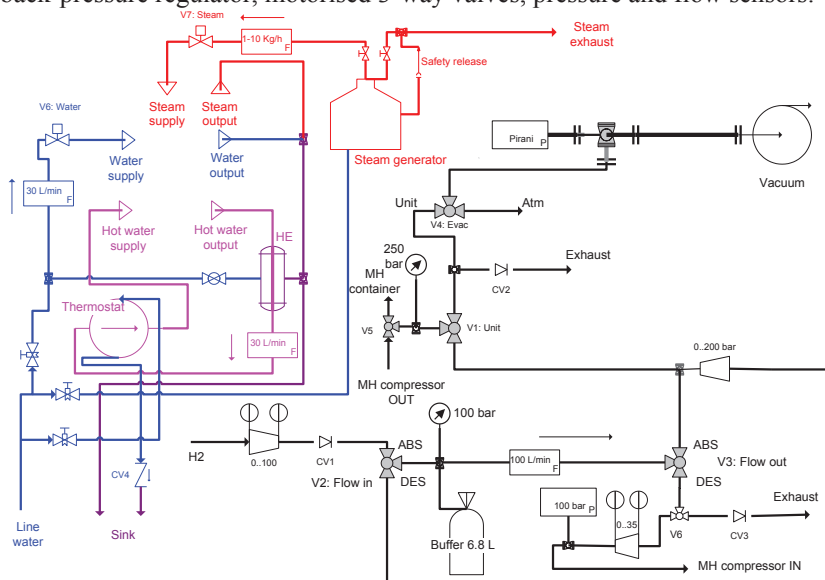 back-pressure regulator, motorised 3-way valves, pressure and flow sensors.
V7: Steam
1-10 Kg/h
F
Steam
exhaust
Safety release
Steam
supply
Steam
output
V6: Water
Steam generator
Water
supply
Water
output
Pirani
P
Vacuum
30 L/min
F
Unit
Atm
V4: Evac
Hot water
supply
Hot water
output
HE
250
bar
Exhaust
MH
container
CV2
Thermostat
V5
V1: Unit
30 L/min
F
0..200 bar
MH compressor
OUT
100 bar
H2
0..100
CV1
ABS
V2: Flow in
DES
100 L/min
F
ABS
V3: Flow out
DES
CV4
100 bar
P
0..35
Exhaust
V6
CV3
Line
water
Sink
Buffer 6.8 L
MH compressor IN